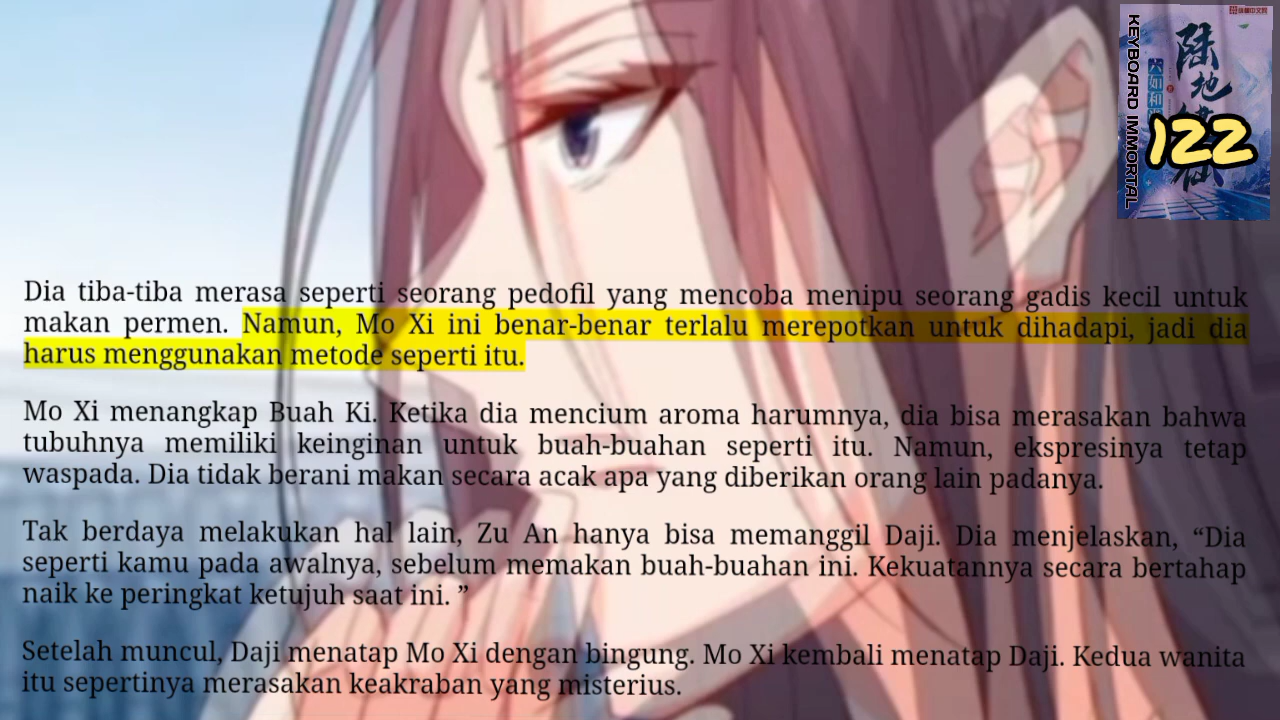 Dia tiba-tiba merasa seperti seorang pedofil yang mencoba menipu seorang gadis kecil untuk
makan permen. Namun, Mo Xi ini benar-benar terlalu merepotkan untuk dihadapi, jadi dia
harus menggunakan metode seperti itu.
Mo Xi menangkap Buah Ki. Ketika dia mencium aroma harumnya, dia bisa merasakan bahwa
tubuhnya memiliki keinginan untuk buah-buahan seperti itu. Namun, ekspresinya tetap
waspada. Dia tidak berani makan secara acak apa yang diberikan orang lain padanya.
Tak berdaya melakukan hal lain, Zu An hanya bisa memanggil Daji. Dia menjelaskan, “Dia
seperti kamu pada awalnya, sebelum memakan buah-buahan ini. Kekuatannya secara bertahap
naik ke peringkat ketujuh saat ini. ”
Setelah muncul, Daji menatap Mo Xi dengan bingung. Mo Xi kembali menatap Daji. Kedua wanita
itu sepertinya merasakan keakraban yang misterius.
KEYBOARD IMMORTAL
陆地
122